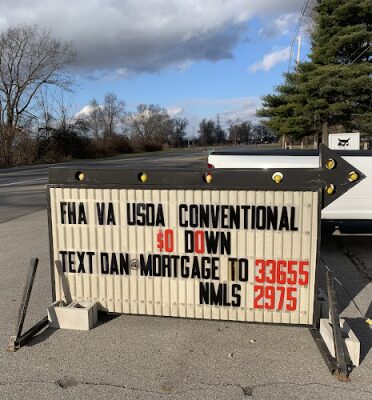 FHA VA USDA CONVENTIONAL
$0 DOWN
TEXT DAN@MORTGAGE TO 33655
NMLS 2975